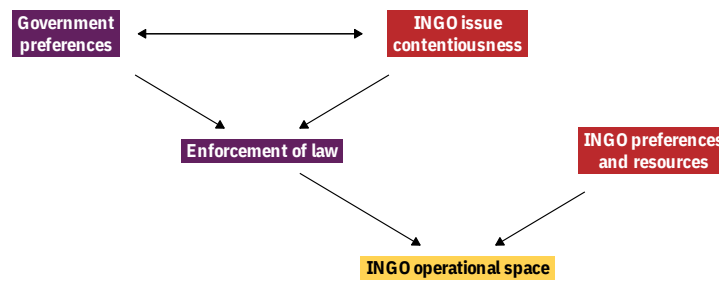 Government
preferences
INGO issue
contentiousness
Enforcement of law
INGO preferences
and resources
INGO operational space